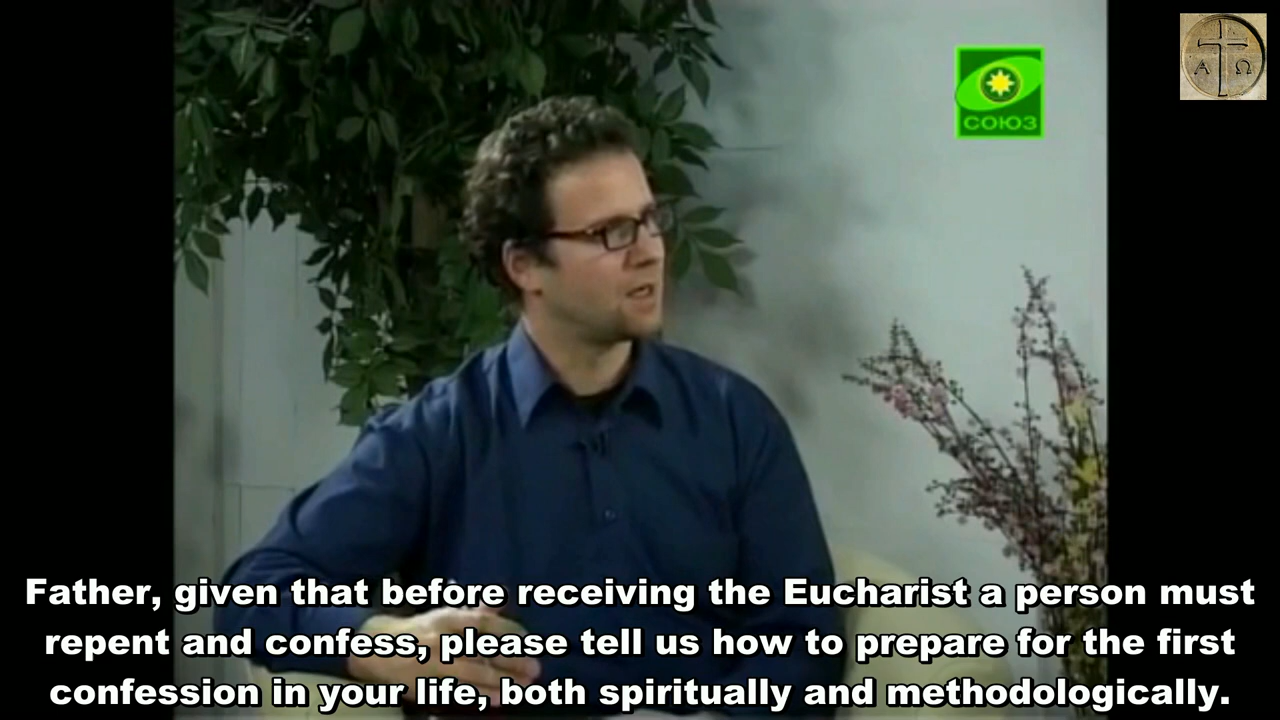 Α Ω
СОЮЗ
Father, given that before receiving the Eucharist a person must
repent and confess, please tell us how to prepare for the first
confession in your life, both spiritually and methodologically.